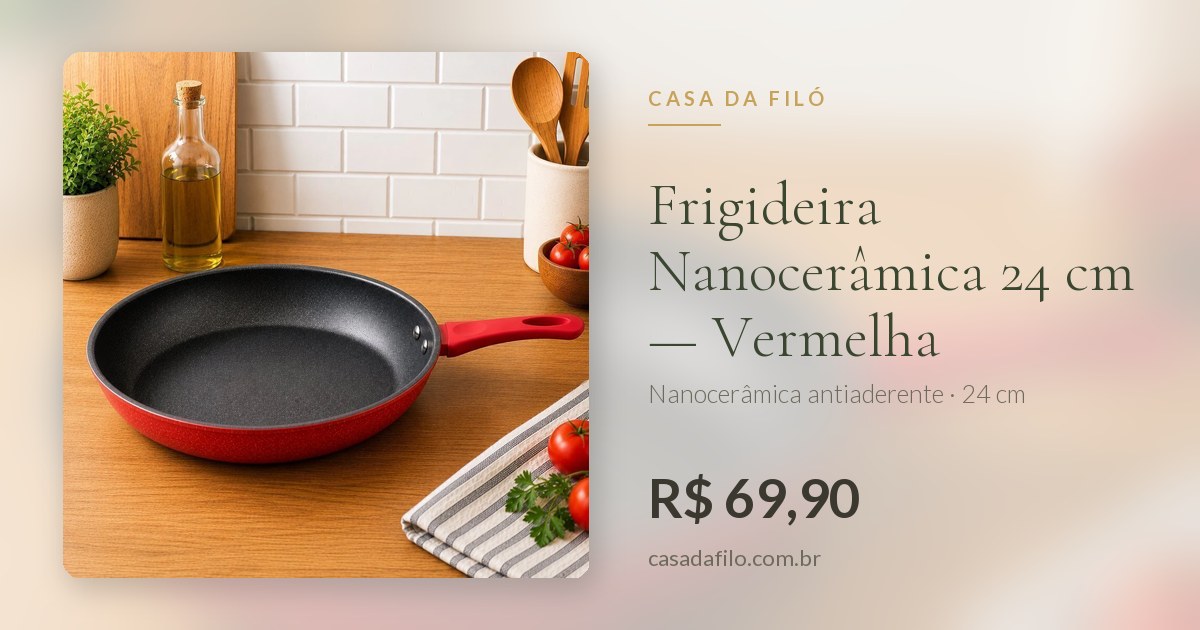 CASA DA FILÓ
Frigideira
Nanocerâmica 24 cm
— Vermelha
Nanocerâmica antiaderente · 24 cm
R$ 69,90
casadafilo.com.br